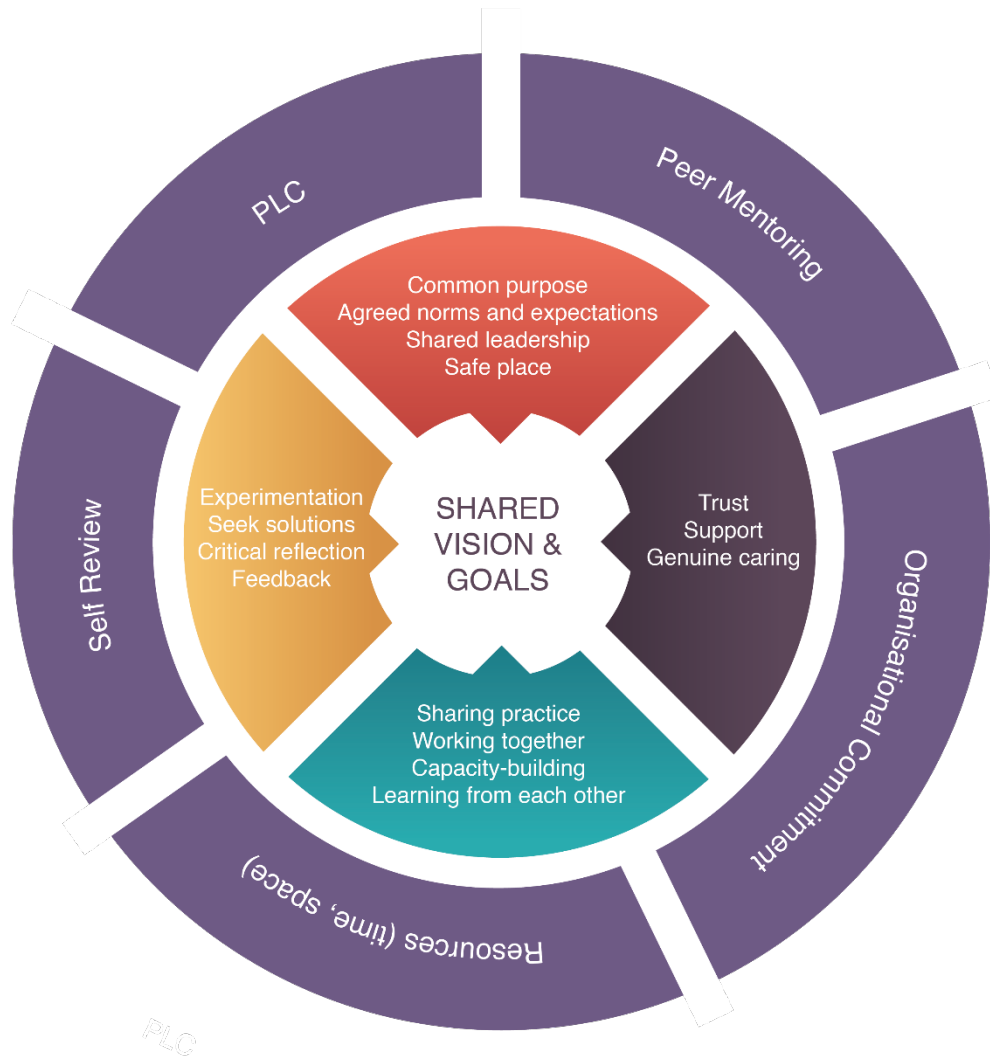 PLC
Peer Mentoring
Organisational Commitment
Resources (time, space)
Self Review
Common purpose
Agreed norms and expectations
Shared leadership
Safe place
Trust
Support
Genuine caring
Sharing practice
Working together
Capacity-building
Learning from each other
Experimentation
Seek solutions
Critical reflection
Feedback
SHARED
VISION &
GOALS
PLC